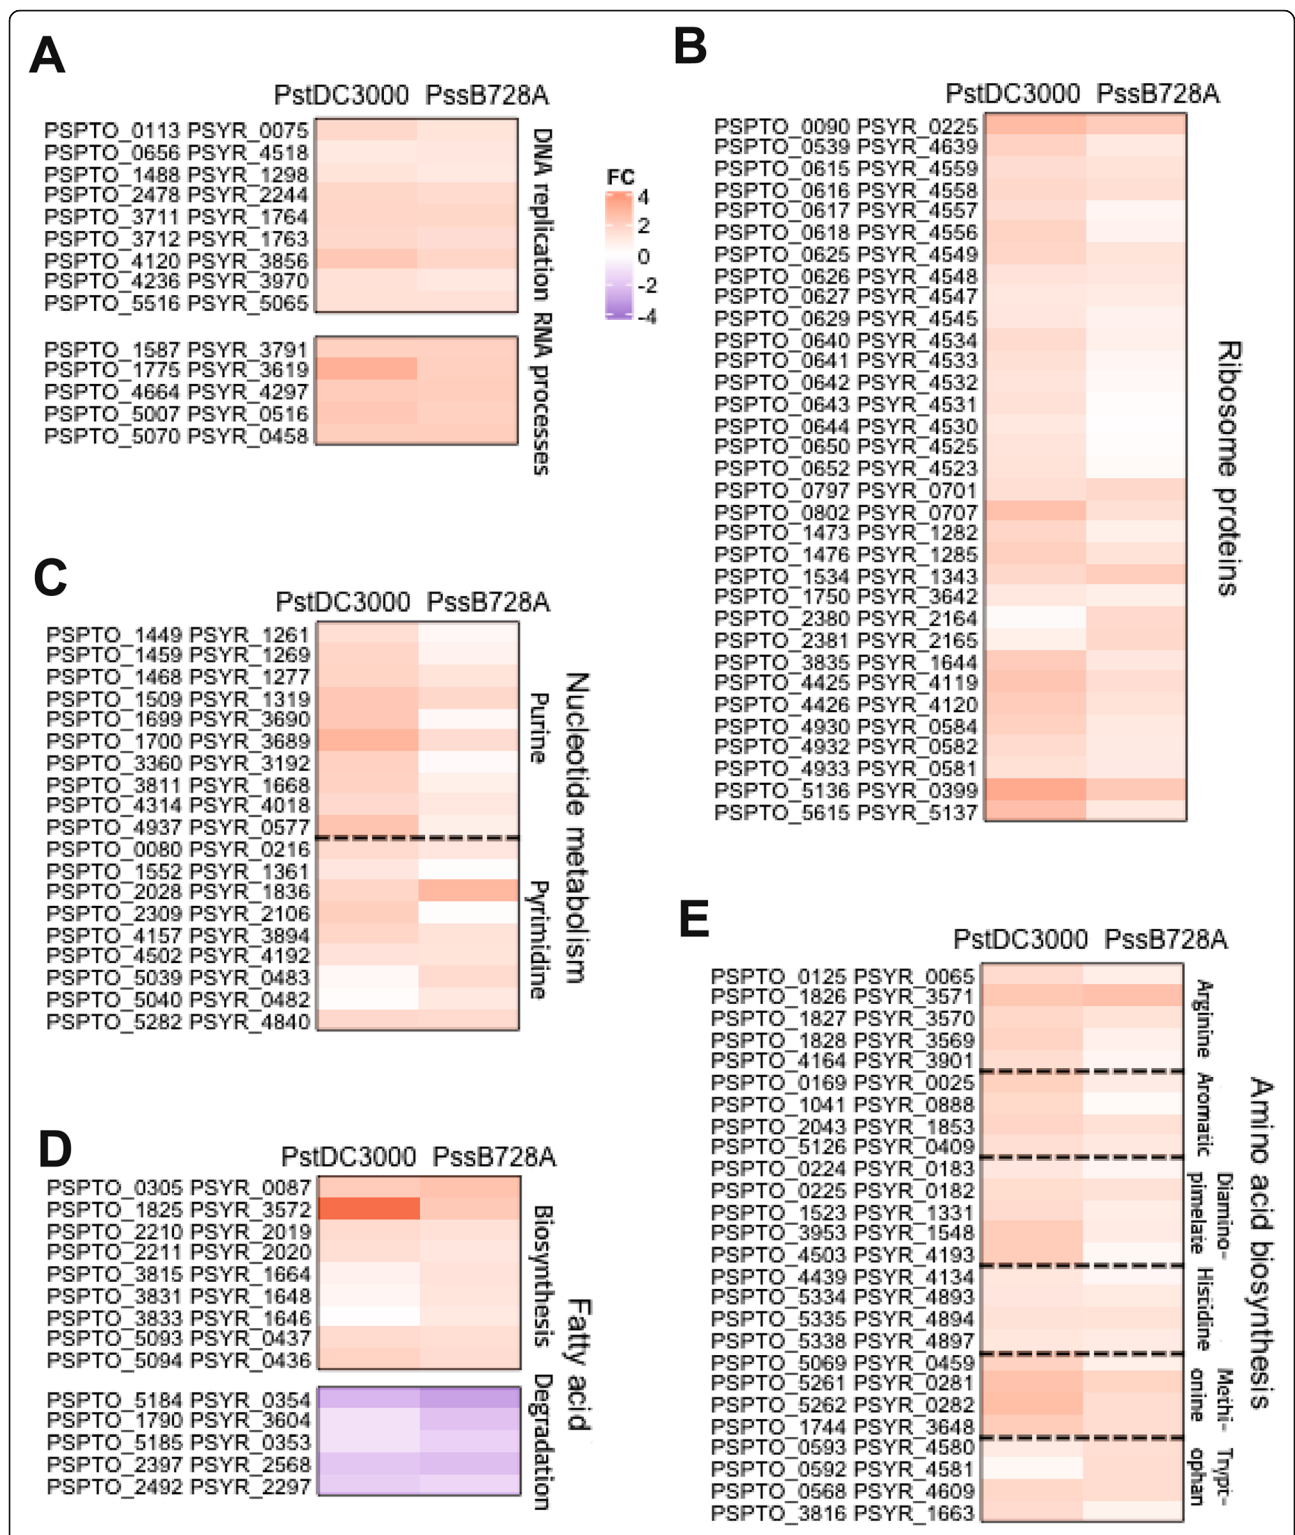 A
PstDC3000 PssB728A
PSPTO_0113 PSYR_0075
PSPTO_0656 PSYR_4518
PSPTO_1488 PSYR_1298
PSPTO_2478 PSYR_2244
PSPTO_3711 PSYR_1764
PSPTO_3712 PSYR_1763
PSPTO_4120 PSYR_3856
PSPTO_4236 PSYR_3970
PSPTO_5516 PSYR_5065
DNA replication
PSPTO_1587 PSYR_3791
PSPTO_1775 PSYR_3619
PSPTO_4664 PSYR_4297
PSPTO_5007 PSYR_0516
PSPTO_5070 PSYR_0458
RNA processes
FC
4
2
0
-2
-4
B
PstDC3000 PssB728A
PSPTO_0090 PSYR_0225
PSPTO_0539 PSYR_4639
PSPTO_0615 PSYR_4559
PSPTO_0616 PSYR_4558
PSPTO_0617 PSYR_4557
PSPTO_0618 PSYR_4556
PSPTO_0625 PSYR_4549
PSPTO_0626 PSYR_4548
PSPTO_0627 PSYR_4547
PSPTO_0629 PSYR_4545
PSPTO_0640 PSYR_4534
PSPTO_0641 PSYR_4533
PSPTO_0642 PSYR_4532
PSPTO_0643 PSYR_4531
PSPTO_0644 PSYR_4530
PSPTO_0650 PSYR_4525
PSPTO_0652 PSYR_4523
PSPTO_0797 PSYR_0701
PSPTO_0802 PSYR_0707
PSPTO_1473 PSYR_1282
PSPTO_1476 PSYR_1285
PSPTO_1534 PSYR_1343
PSPTO_1750 PSYR_3642
PSPTO_2380 PSYR_2164
PSPTO_2381 PSYR_2165
PSPTO_3835 PSYR_1644
PSPTO_4425 PSYR_4119
PSPTO_4426 PSYR_4120
PSPTO_4930 PSYR_0584
PSPTO_4932 PSYR_0582
PSPTO_4933 PSYR_0581
PSPTO_5136 PSYR_0399
PSPTO_5615 PSYR_5137
Ribosome proteins
C
PstDC3000 PssB728A
PSPTO_1449 PSYR_1261
PSPTO_1459 PSYR_1269
PSPTO_1468 PSYR_1277
PSPTO_1509 PSYR_1319
PSPTO_1699 PSYR_3690
PSPTO_1700 PSYR_3689
PSPTO_3360 PSYR_3192
PSPTO_3811 PSYR_1668
PSPTO_4314 PSYR_4018
PSPTO_4937 PSYR_0577
PSPTO_0080 PSYR_0216
PSPTO_1552 PSYR_1361
PSPTO_2028 PSYR_1836
PSPTO_2309 PSYR_2106
PSPTO_4157 PSYR_3894
PSPTO_4502 PSYR_4192
PSPTO_5039 PSYR_0483
PSPTO_5040 PSYR_0482
PSPTO_5282 PSYR_4840
Purine
Pyrimidine
Nucleotide metabolism
D
PstDC3000 PssB728A
PSPTO_0305 PSYR_0087
PSPTO_1825 PSYR_3572
PSPTO_2210 PSYR_2019
PSPTO_2211 PSYR_2020
PSPTO_3815 PSYR_1664
PSPTO_3831 PSYR_1648
PSPTO_3833 PSYR_1646
PSPTO_5093 PSYR_0437
PSPTO_5094 PSYR_0436
Biosynthesis
PSPTO_5184 PSYR_0354
PSPTO_1790 PSYR_3604
PSPTO_5185 PSYR_0353
PSPTO_2397 PSYR_2568
PSPTO_2492 PSYR_2297
Degradation
Fatty acid
E
PstDC3000 PssB728A
PSPTO_0125 PSYR_0065
PSPTO_1826 PSYR_3571
PSPTO_1827 PSYR_3570
PSPTO_1828 PSYR_3569
PSPTO_4164 PSYR_3901
PSPTO_0169 PSYR_0025
PSPTO_1041 PSYR_0888
PSPTO_2043 PSYR_1853
PSPTO_5126 PSYR_0409
PSPTO_0224 PSYR_0183
PSPTO_0225 PSYR_0182
PSPTO_1523 PSYR_1331
PSPTO_3953 PSYR_1548
PSPTO_4503 PSYR_4193
PSPTO_4439 PSYR_4134
PSPTO_5334 PSYR_4893
PSPTO_5335 PSYR_4894
PSPTO_5338 PSYR_4897
PSPTO_5069 PSYR_0459
PSPTO_5261 PSYR_0281
PSPTO_5262 PSYR_0282
PSPTO_1744 PSYR_3648
PSPTO_0593 PSYR_4580
PSPTO_0592 PSYR_4581
PSPTO_0568 PSYR_4609
PSPTO_3816 PSYR_1663
Arginine
Aromatic
Diamino-
pimelate
Histidine
Methi-
onine
Trypt-
ophan
Amino acid biosynthesis